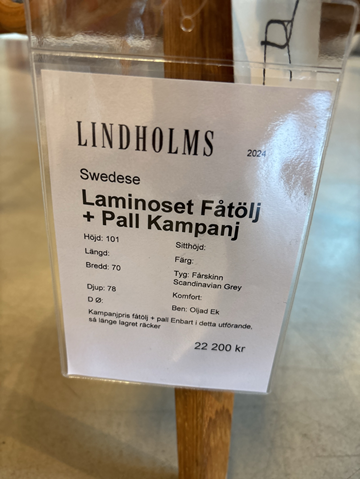 LINDHOLMS
2024
Swedese
Laminoset Fåtölj
+ Pall Kampanj
Höjd: 101
Sitthöjd:
Längd:
Färg:
Bredd: 70
Tyg: Fårskinn
Scandinavian Grey
Djup: 78
Komfort:
D Ø:
Ben: Oljad Ek
Kampanjpris fåtölj + pall Enbart i detta utförande,
så länge lagret räcker
22 200 kr